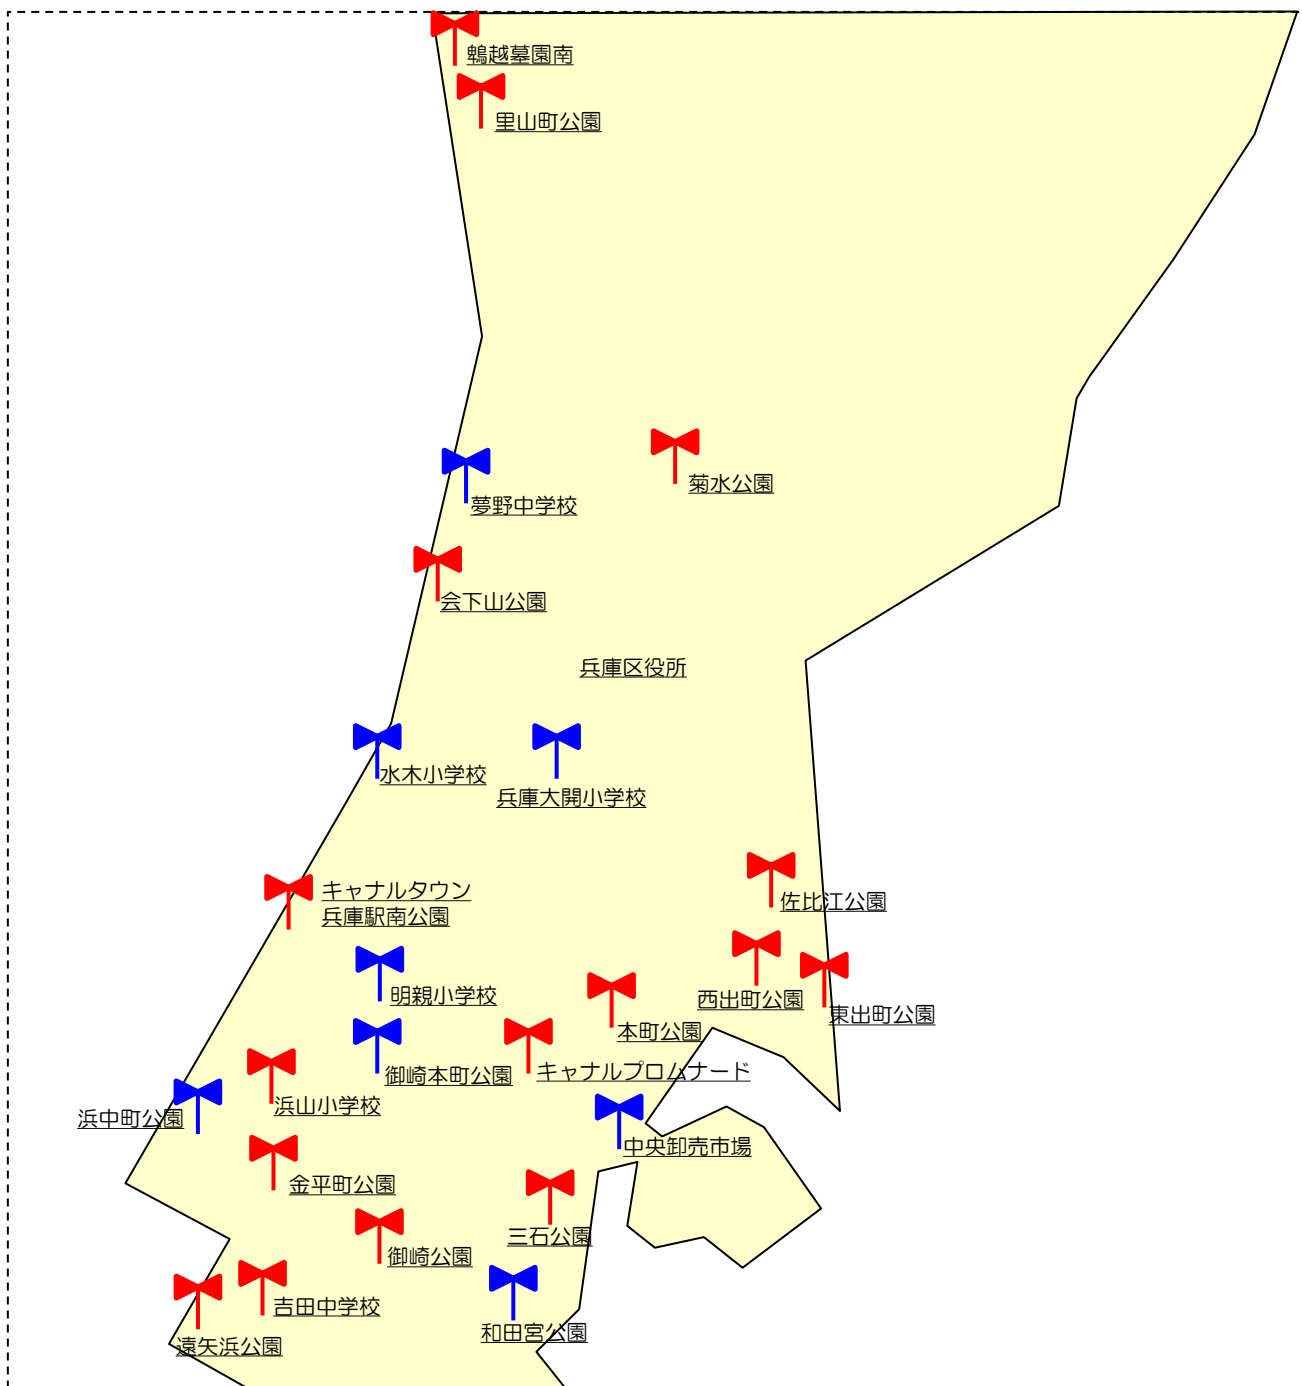 鵯越墓園南
里山町公園
菊水公園
夢野中学校
会下山公園
兵庫区役所
水木小学校
兵庫大開小学校
キャナルタウン
兵庫駅南公園
佐比江公園
明親小学校
西出町公園
東出町公園
本町公園
キャナルプロムナード
御崎本町公園
浜山小学校
浜中町公園
中央卸売市場
金平町公園
三石公園
御崎公園
吉田中学校
和田宮公園
遠矢浜公園